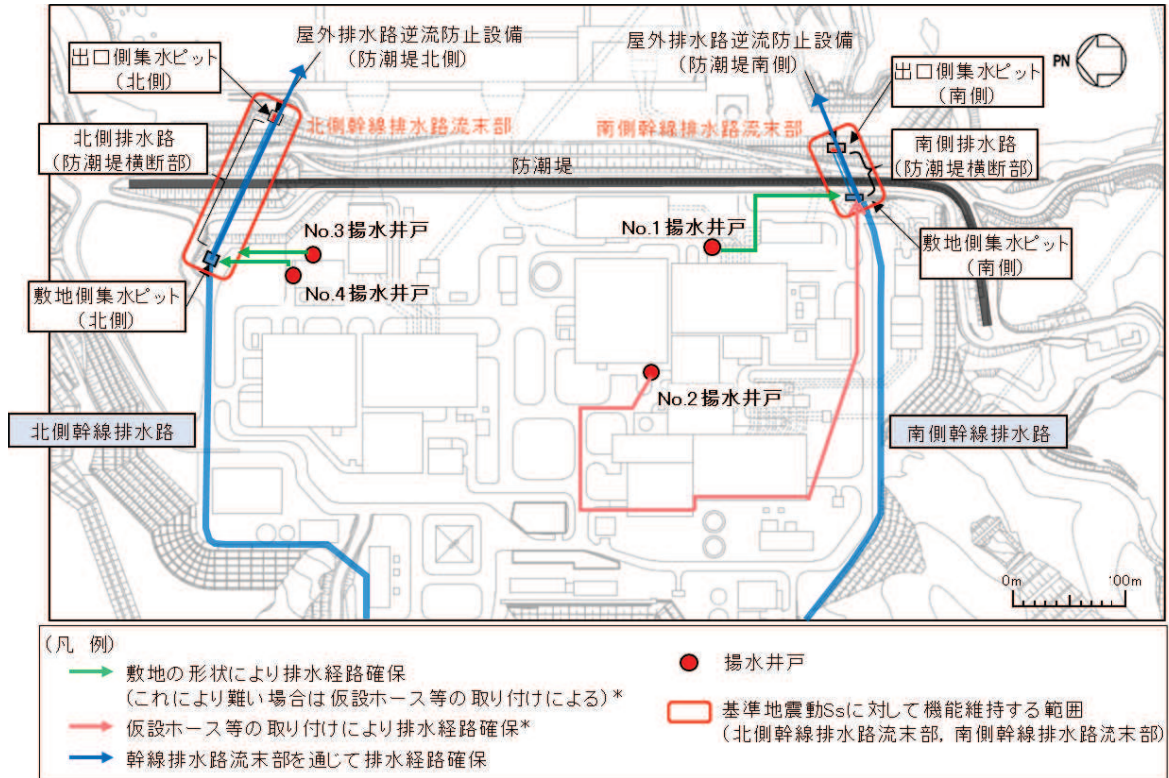 屋外排水路逆流防止設備
(防潮堤北側)
屋外排水路逆流防止設備
(防潮堤南側)
PN
出口側集水ピット
(北側)
出口側集水ピット
(南側)
北側幹線排水路流末部
南側幹線排水路流末部
北側排水路
(防潮堤横断部)
防潮堤
南側排水路
(防潮堤横断部)
No.3揚水井戸
No.1揚水井戸
敷地側集水ピット
(南側)
No.4揚水井戸
敷地側集水ピット
(北側)
No.2揚水井戸
北側幹線排水路
南側幹線排水路
0m
100m
(凡 例)
敷地の形状により排水経路確保
(これにより難い場合は仮設ホース等の取り付けによる)*
仮設ホース等の取り付けにより排水経路確保*
幹線排水路流末部を通じて排水経路確保
揚水井戸
基準地震動Ssに対して機能維持する範囲
(北側幹線排水路流末部, 南側幹線排水路流末部)